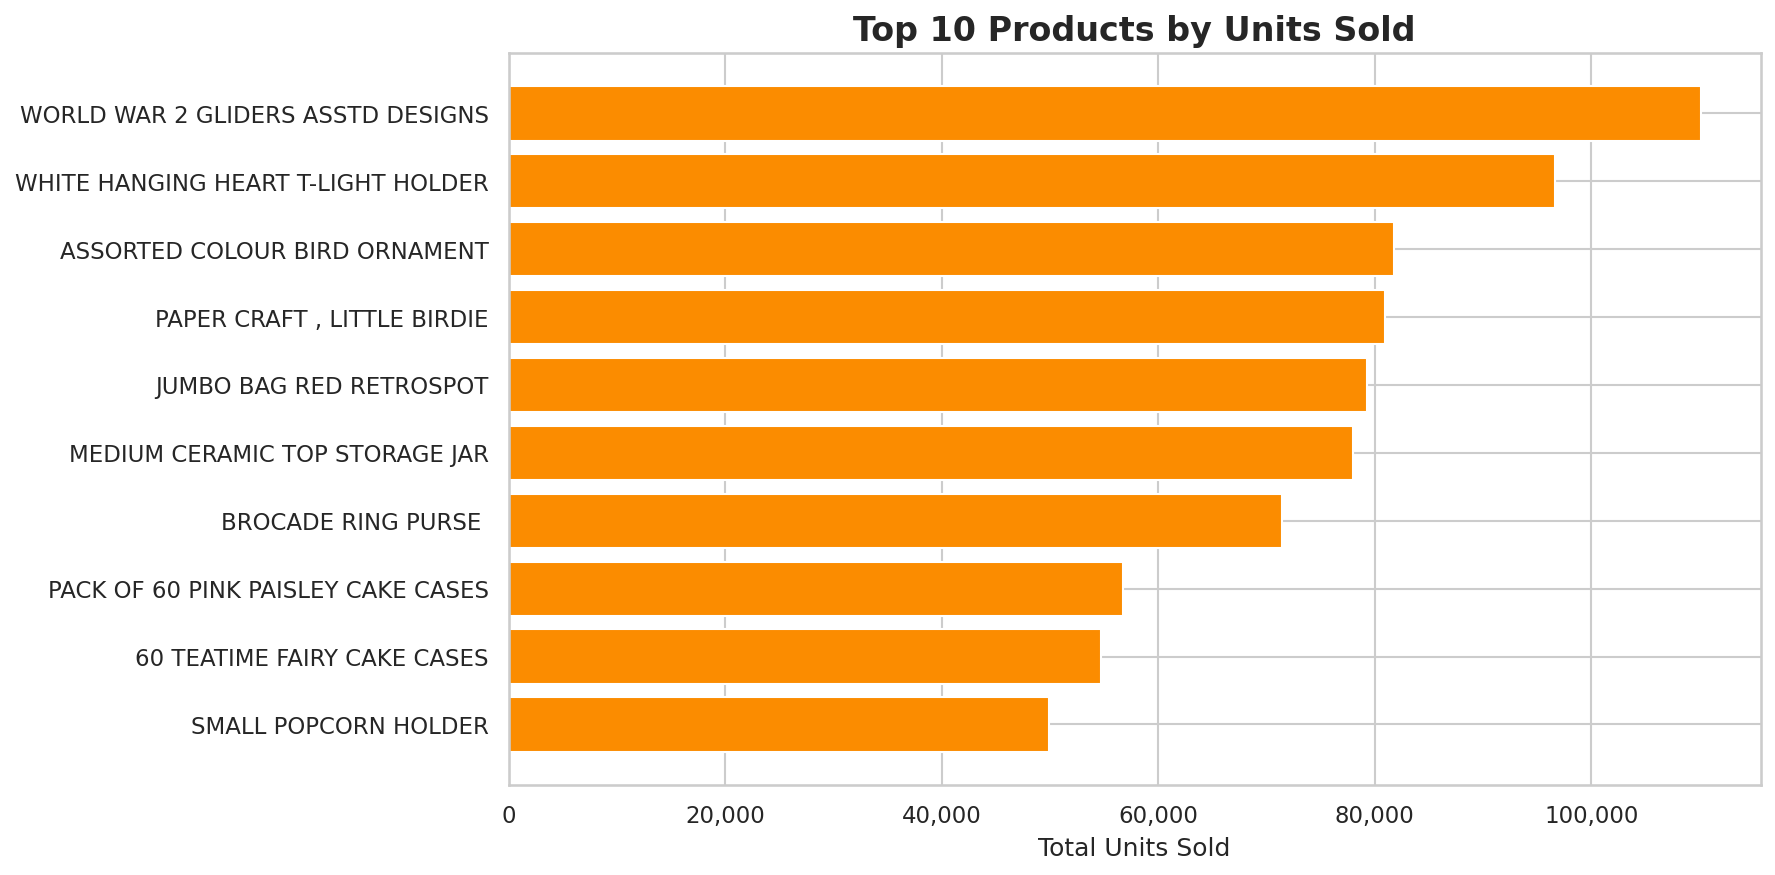 Top 10 Products by Units Sold
WORLD WAR 2 GLIDERS ASSTD DESIGNS
WHITE HANGING HEART T-LIGHT HOLDER
ASSORTED COLOUR BIRD ORNAMENT
PAPER CRAFT , LITTLE BIRDIE
JUMBO BAG RED RETROSPOT
MEDIUM CERAMIC TOP STORAGE JAR
BROCADE RING PURSE
PACK OF 60 PINK PAISLEY CAKE CASES
60 TEATIME FAIRY CAKE CASES
SMALL POPCORN HOLDER
0 20,000 40,000 60,000 80,000 100,000
Total Units Sold